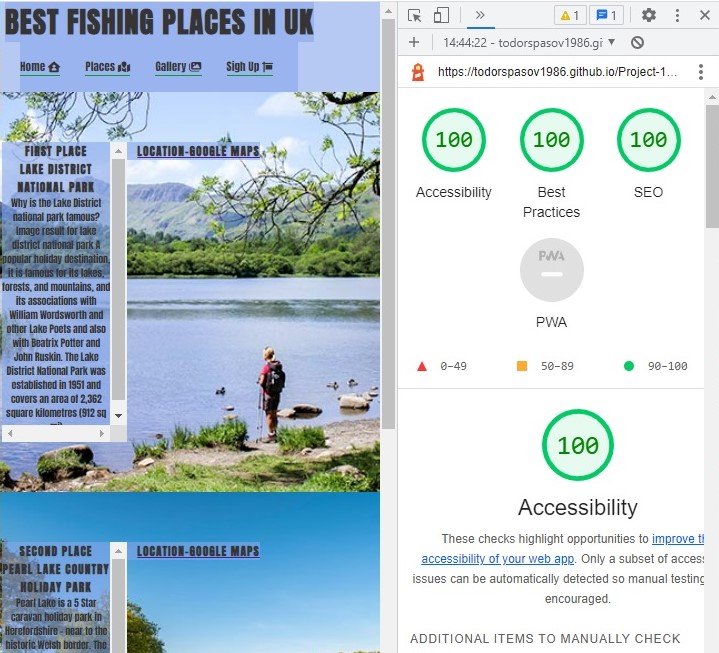 BEST FISHING PLACES IN UK
Home
Places
Gallery
Sign Up
FIRST PLACE
LAKE DISTRICT
NATIONAL PARK
Why is the Lake District
national park famous?
Image result for lake
district national park A
popular holiday destination,
it is famous for its lakes,
forests, and mountains, and
its associations with
William Wordsworth and
other Lake Poets and also
with Beatrix Potter and
John Ruskin. The Lake
District National Park was
established in 1951 and
covers an area of 2,362
square kilometres (912 sq
LOCATION-GOOGLE MAPS
SECOND PLACE
PEARL LAKE COUNTRY
HOLIDAY PARK
Pearl Lake is a 5 Star
caravan holiday park in
Herefordshire - near to the
historic Welsh border. The
LOCATION-GOOGLE MAPS
»
1
1
14:44:22 - todorspasov1986.gi
https://todorspasov1986.github.io/Project-1...
100
100
100
Accessibility
Best
Practices
SEO
PWA
PWA
0–49
50–89
90–100
100
Accessibility
These checks highlight opportunities to improve th
accessibility of your web app. Only a subset of access
issues can be automatically detected so manual testing
encouraged.
ADDITIONAL ITEMS TO MANUALLY CHECK